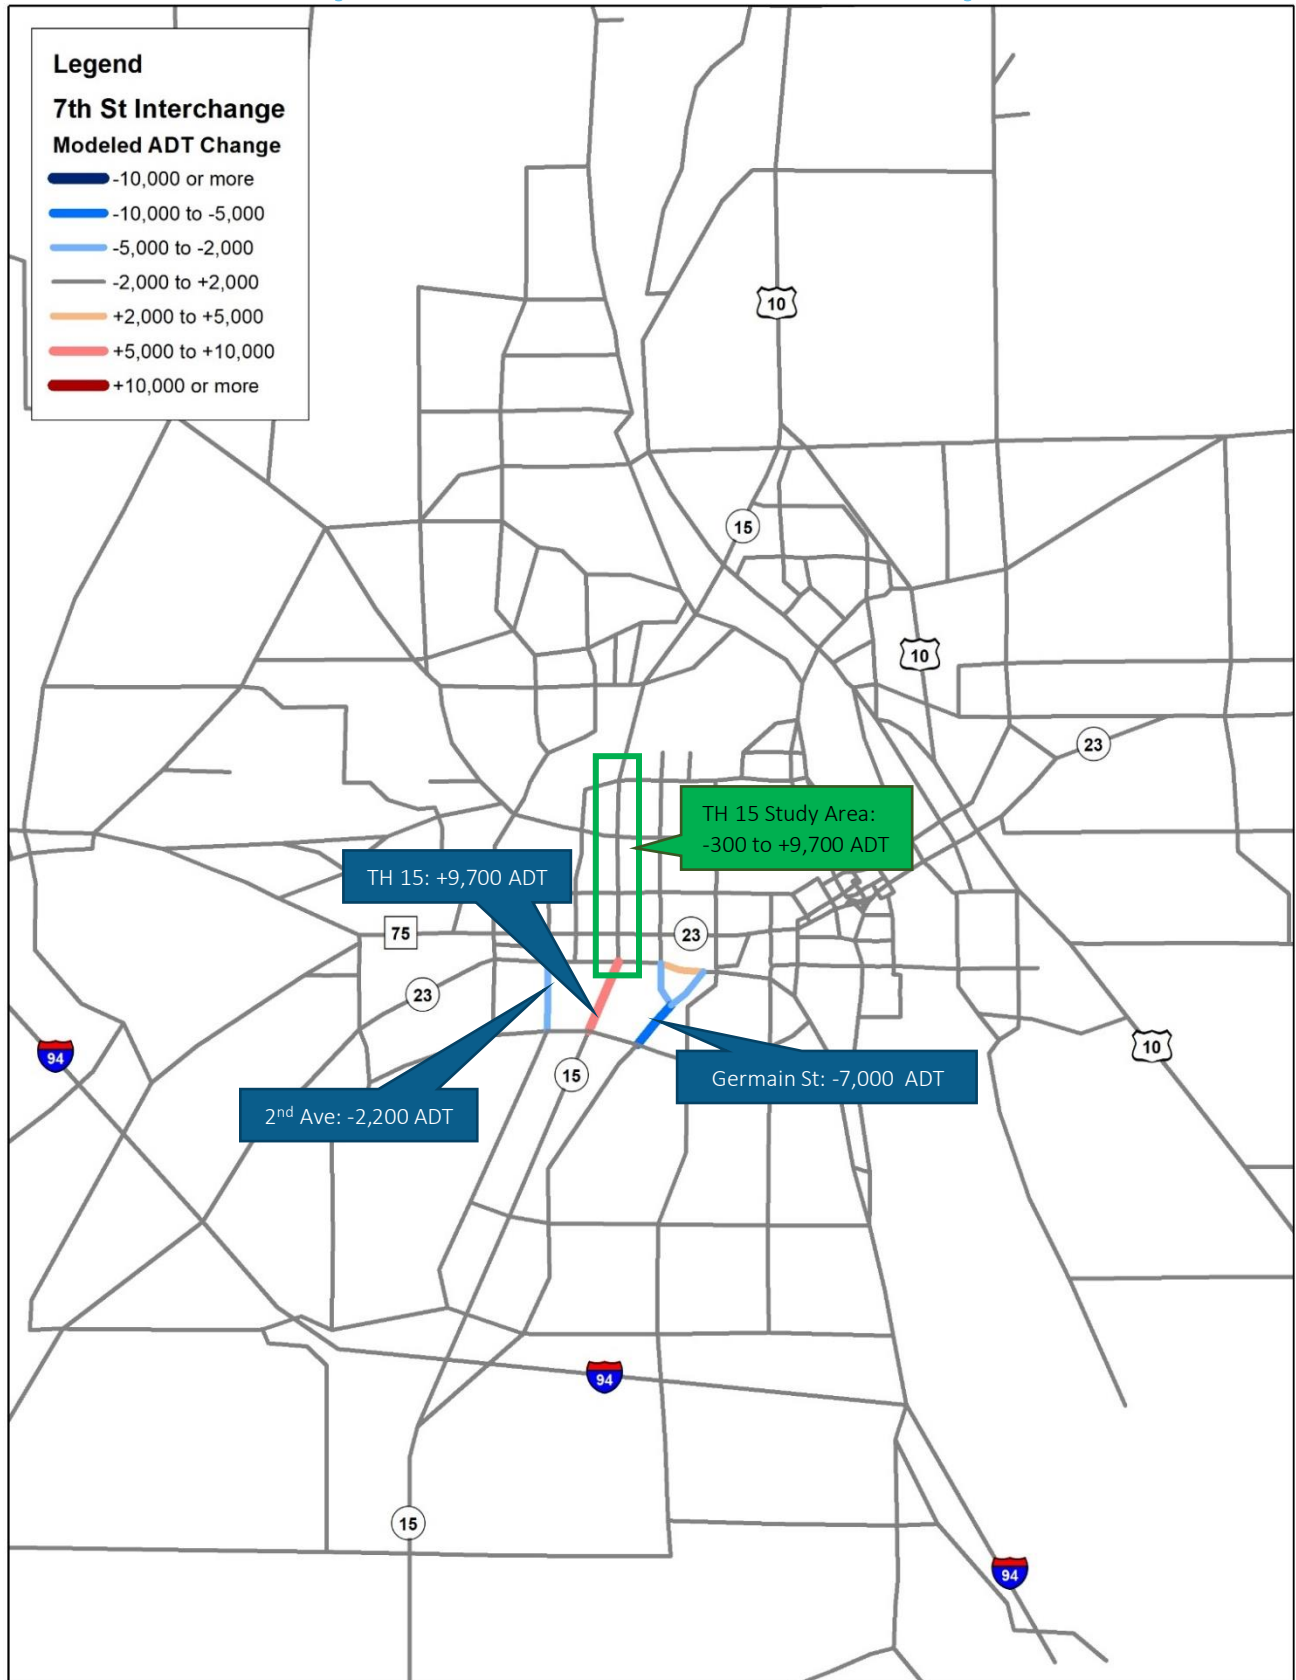 Legend
7th St Interchange
Modeled ADT Change
-10,000 or more
-10,000 to -5,000
-5,000 to -2,000
-2,000 to +2,000
+2,000 to +5,000
+5,000 to +10,000
+10,000 or more
10
15
10
23
TH 15 Study Area:
-300 to +9,700 ADT
TH 15: +9,700 ADT
75
23
23
94
10
15
Germain St: -7,000 ADT
2nd Ave: -2,200 ADT
94
15
94